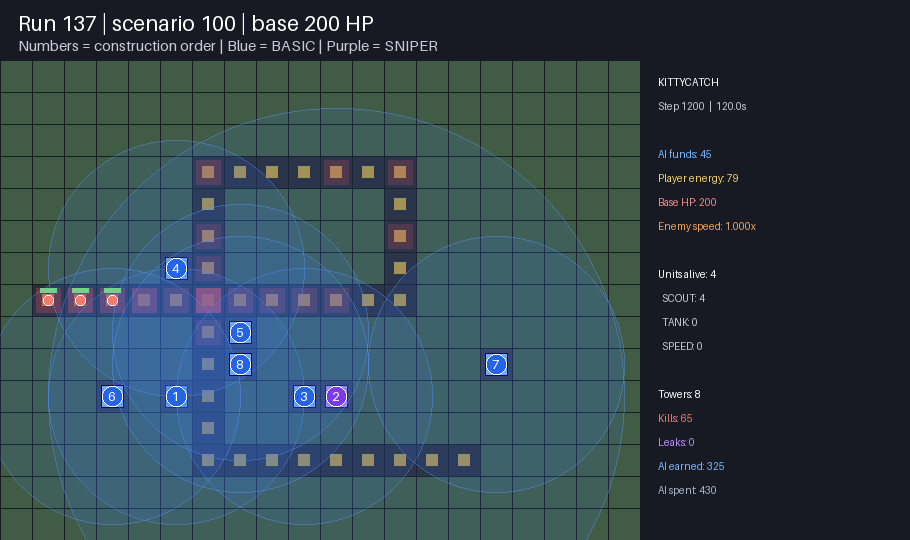 Run 137 | scenario 100 | base 200 HP
Numbers = construction order | Blue = BASIC | Purple = SNIPER
KITTYCATCH
Step 1200 | 120.0s
AI funds: 45
Player energy: 79
Base HP: 200
Enemy speed: 1.000x
Units alive: 4
SCOUT: 4
TANK: 0
SPEED: 0
Towers: 8
Kills: 65
Leaks: 0
AI earned: 325
AI spent: 430
4
5
8
7
6
1
3
2